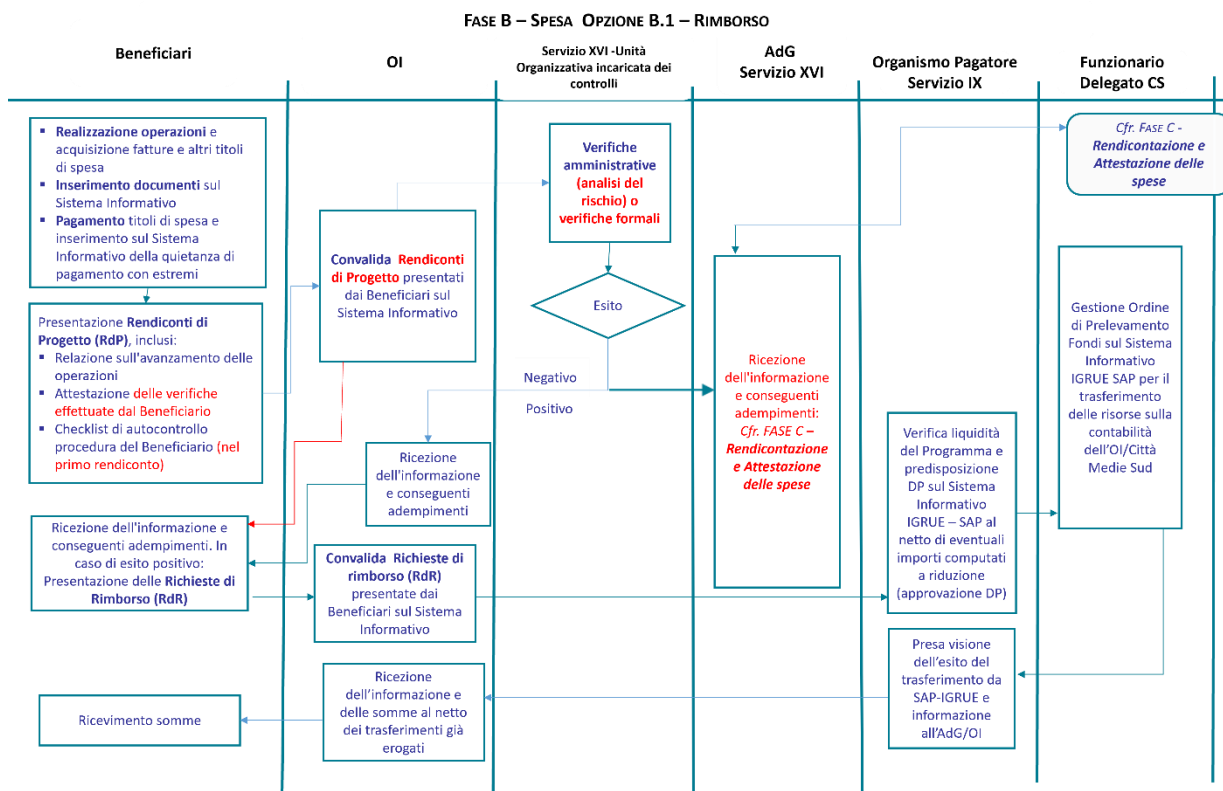 FASE B – SPESA OPZIONE B.1 – RIMBORSO
Beneficiari
OI
Servizio XVI -Unità
Organizzativa incaricata dei
controlli
AdG
Servizio XVI
Organismo Pagatore
Servizio IX
Funzionario
Delegato CS
▪ Realizzazione operazioni e
acquisizione fatture e altri titoli
di spesa
▪ Inserimento documenti sul
Sistema Informativo
▪ Pagamento titoli di spesa e
inserimento sul Sistema
Informativo della quietanza di
pagamento con estremi
Presentazione Rendiconti di
Progetto (RdP), inclusi:
▪ Relazione sull'avanzamento delle
operazioni
▪ Attestazione delle verifiche
effettuate dal Beneficiario
▪ Checklist di autocontrollo
procedura del Beneficiario (nel
primo rendiconto)
Convalida Rendiconti
di Progetto presentati
dai Beneficiari sul
Sistema Informativo
Verifiche
amministrative
(analisi del
rischio) o
verifiche formali
Esito
Negativo
Positivo
Cfr. FASE C -
Rendicontazione e
Attestazione delle
spese
Ricezione
dell'informazione
e conseguenti
adempimenti:
Cfr. FASE C –
Rendicontazione
e Attestazione
delle spese
Ricezione
dell'informazione
e conseguenti
adempimenti
Ricezione dell'informazione e
conseguenti adempimenti. In
caso di esito positivo:
Presentazione delle Richieste di
Rimborso (RdR)
Convalida Richieste di
rimborso (RdR)
presentate dai
Beneficiari sul Sistema
Informativo
Verifica liquidità
del Programma e
predisposizione
DP sul Sistema
Informativo
IGRUE – SAP al
netto di eventuali
importi computati
a riduzione
(approvazione DP)
Gestione Ordine
di Prelevamento
Fondi sul Sistema
Informativo
IGRUE SAP per il
trasferimento
delle risorse sulla
contabilità
dell'OI/Città
Medie Sud
Presa visione
dell'esito del
trasferimento da
SAP-IGRUE e
informazione
all'AdG/OI
Ricezione
dell'informazione e
delle somme al netto
dei trasferimenti già
erogati
Ricevimento somme